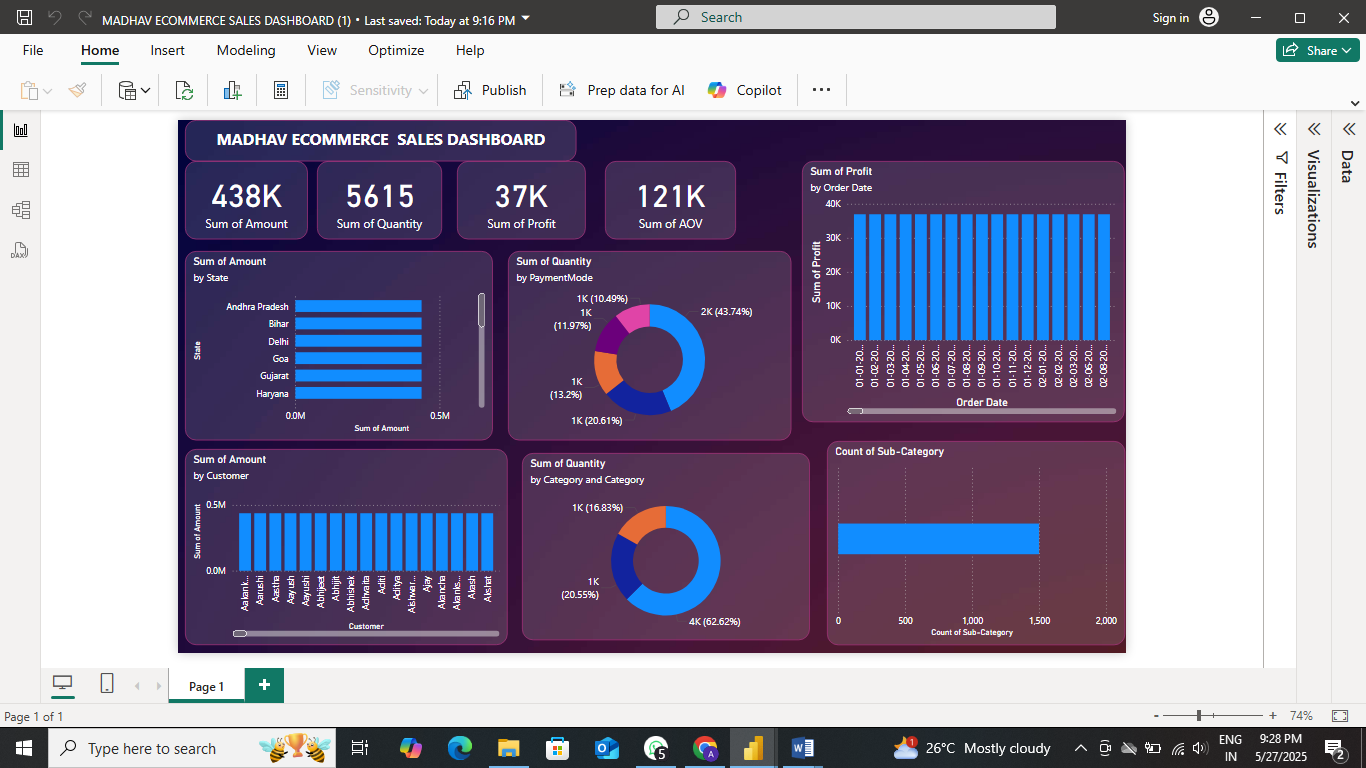 MADHAV ECOMMERCE SALES DASHBOARD (1) • Last saved: Today at 9:16 PM
Search
Sign in
File
Home
Insert
Modeling
View
Optimize
Help
Share
Sensitivity
Publish
Prep data for AI
Copilot
DAX
MADHAV ECOMMERCE  SALES DASHBOARD
438K
Sum of Amount
5615
Sum of Quantity
37K
Sum of Profit
121K
Sum of AOV
Sum of Profit
by Order Date
Sum of Profit
40K
30K
20K
10K
0K
01-01-20...
01-02-20...
01-03-20...
01-04-20...
01-05-20...
01-06-20...
01-07-20...
01-08-20...
01-09-20...
01-10-20...
01-11-20...
01-12-20...
02-01-20...
02-02-20...
02-03-20...
02-06-20...
02-08-20...
Order Date
Sum of Amount
by State
State
Andhra Pradesh
Bihar
Delhi
Goa
Gujarat
Haryana
0.0M
0.5M
Sum of Amount
Sum of Quantity
by PaymentMode
1K (10.49%)
1K
(11.97%)
2K (43.74%)
1K
(13.2%)
1K (20.61%)
Sum of Amount
by Customer
Sum of Amount
0.5M
0.0M
Aakank...
Aarushi
Aastha
Aayush
Aayushi
Abhijeet
Abhijit
Abhishek
Adhvaita
Aditi
Aditya
Aishwar...
Ajay
Akancha
Akanks...
Akash
Akshat
Customer
Sum of Quantity
by Category and Category
1K (16.83%)
1K
(20.55%)
4K (62.62%)
Count of Sub-Category
0
500
1,000
1,500
2,000
Count of Sub-Category
Filters
Visualizations
Data
Page 1
Page 1 of 1
74%
Type here to search
5
A
W
1
26°C Mostly cloudy
ENG
IN
9:28 PM
5/27/2025
2